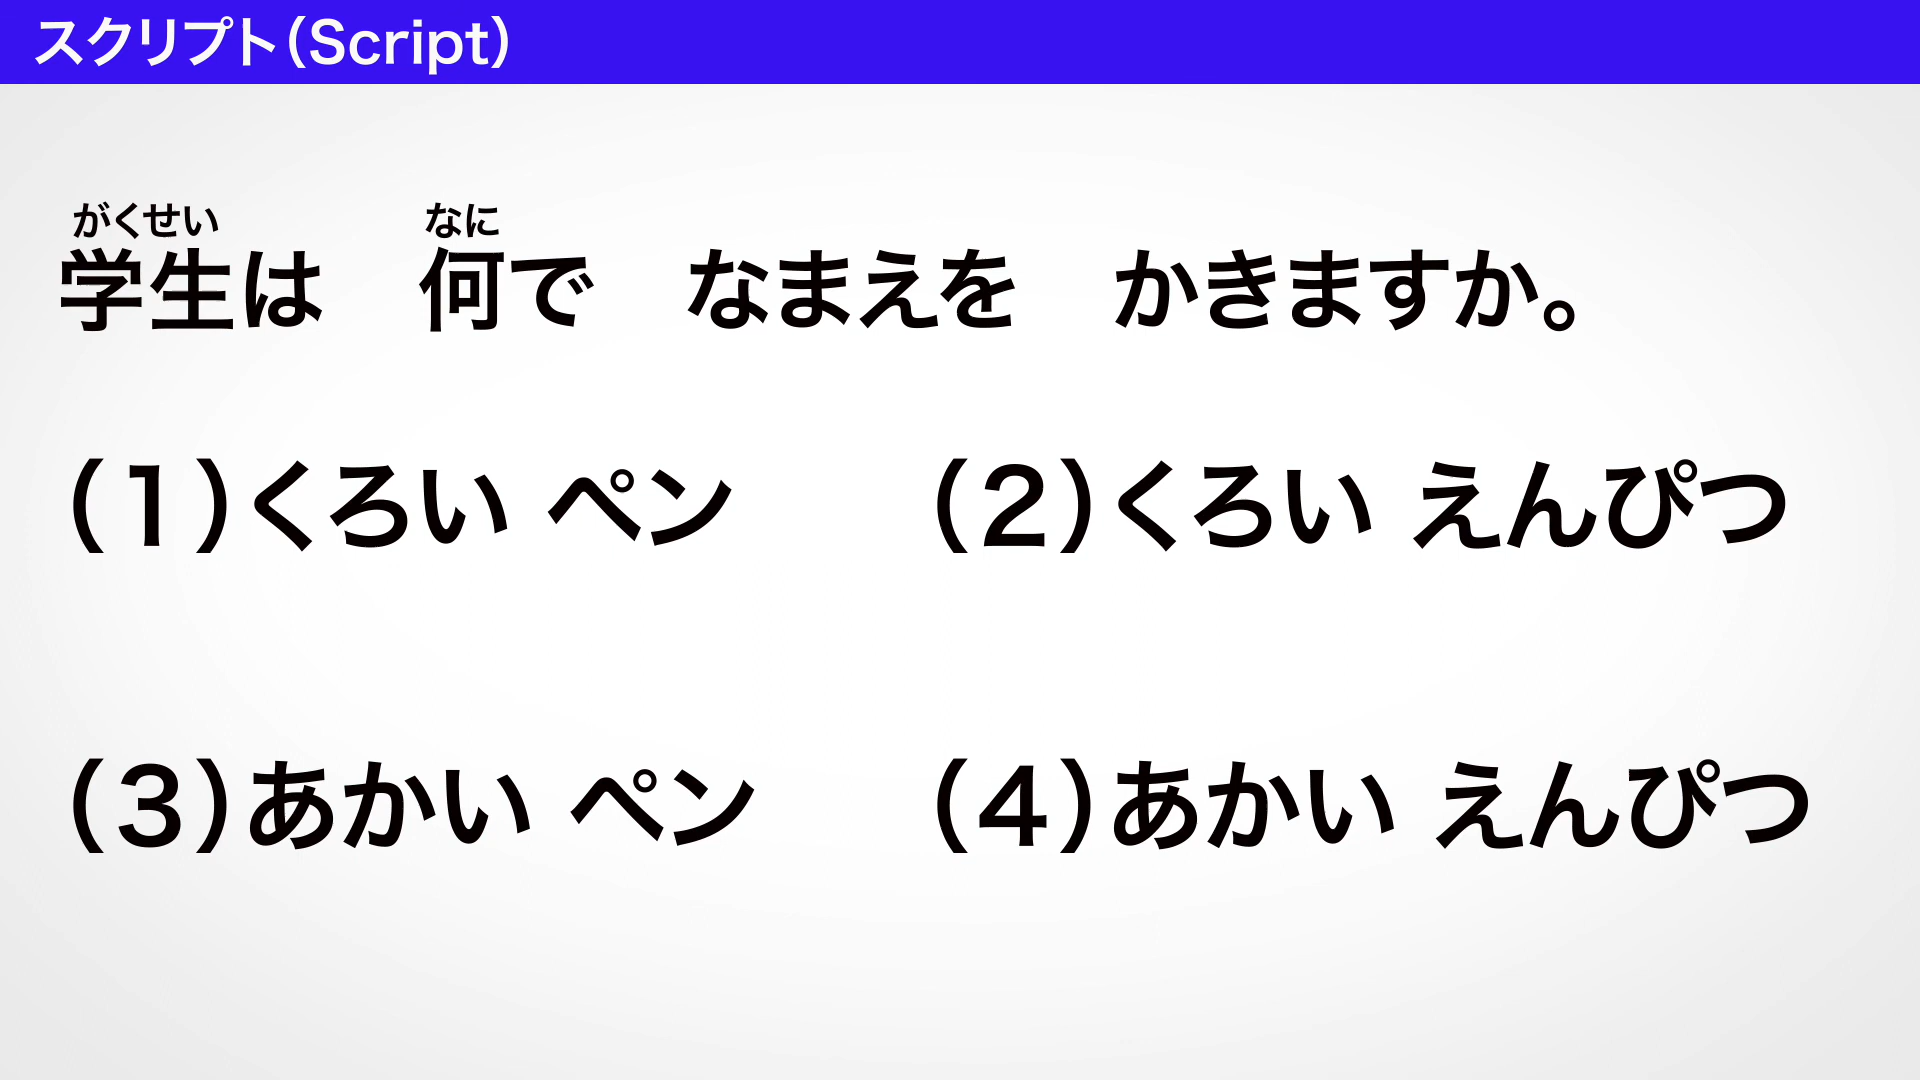 スクリプト(Script)
がくせい なに
学生は 何で なまえを かきますか。
(1)くろい ペン (2)くろい えんぴつ
(3)あかい ペン (4)あかい えんぴつ